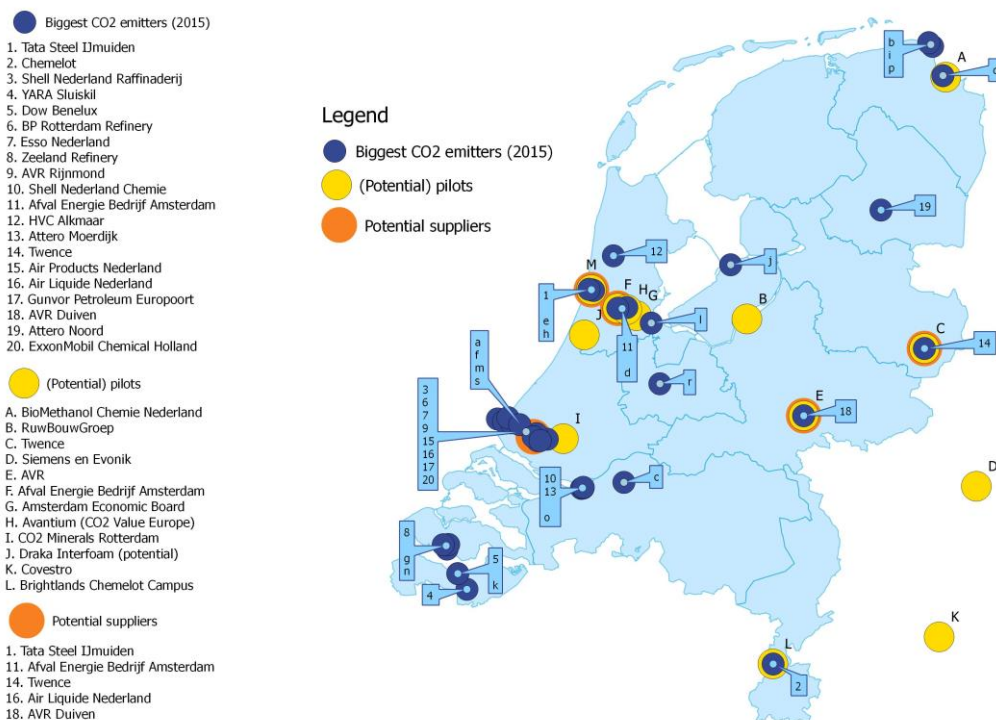 Biggest CO2 emitters (2015)
1. Tata Steel IJmuiden
2. Chemelot
3. Shell Nederland Raffinaderij
4. YARA Sluiskil
5. Dow Benelux
6. BP Rotterdam Refinery
7. Esso Nederland
8. Zeeland Refinery
9. AVR Rijnmond
10. Shell Nederland Chemie
11. Afval Energie Bedrijf Amsterdam
12. HVC Alkmaar
13. Attero Moerdijk
14. Twence
15. Air Products Nederland
16. Air Liquide Nederland
17. Gunvor Petroleum Europoort
18. AVR Duiven
19. Attero Noord
20. ExxonMobil Chemical Holland
(Potential) pilots
A. BioMethanol Chemie Nederland
B. RuwBouwGroep
C. Twence
D. Siemens en Evonik
E. AVR
F. Afval Energie Bedrijf Amsterdam
G. Amsterdam Economic Board
H. Avantium (CO2 Value Europe)
I. CO2 Minerals Rotterdam
J. Draka Interfoam (potential)
K. Covestro
L. Brightlands Chemelot Campus
Potential suppliers
1. Tata Steel IJmuiden
11. Afval Energie Bedrijf Amsterdam
14. Twence
16. Air Liquide Nederland
18. AVR Duiven
Legend
Biggest CO2 emitters (2015)
(Potential) pilots
Potential suppliers
b
i
p
A
19
12
j
M
F
H
G
J
1
e
h
11
d
l
B
C
14
a
f
m
s
r
E
18
3
6
7
9
15
16
17
20
I
10
13
o
c
D
8
g
n
5
k
4
K
L
2